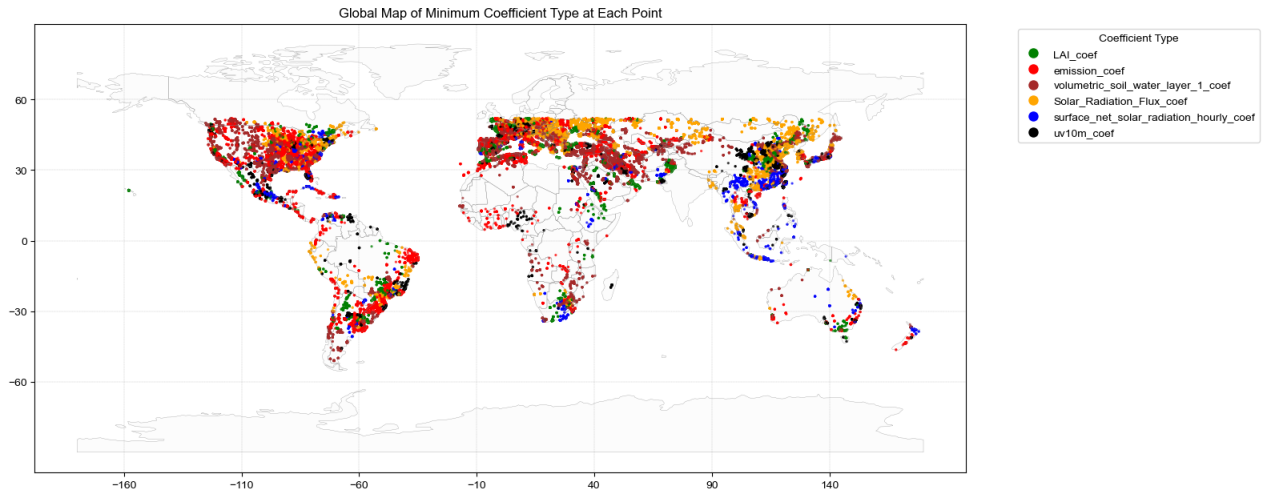 Global Map of Minimum Coefficient Type at Each Point
Coefficient Type
LAI_coef
emission_coef
volumetric_soil_water_layer_1_coef
Solar_Radiation_Flux_coef
surface_net_solar_radiation_hourly_coef
uv10m_coef
60
30
0
−30
−60
−160
−110
−60
−10
40
90
140